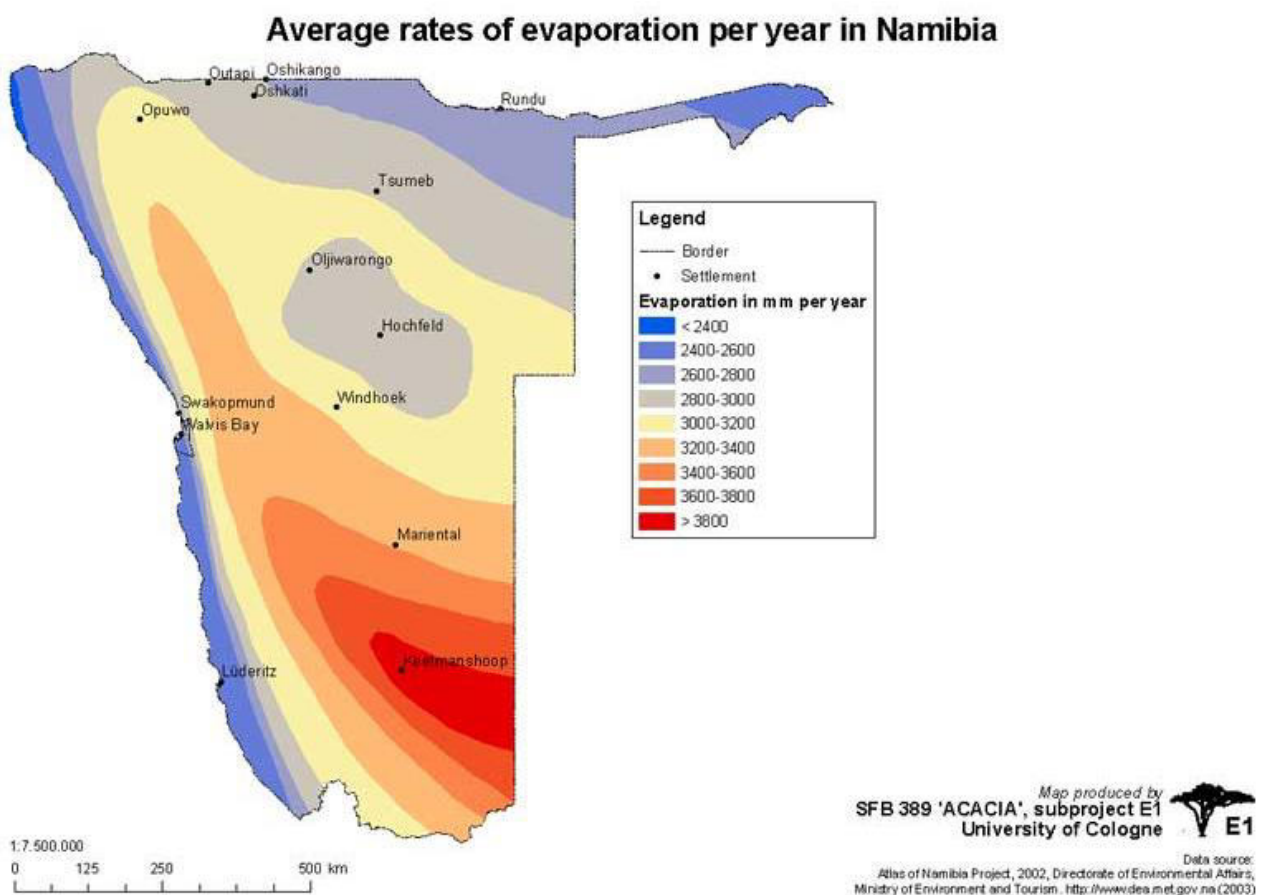 Average rates of evaporation per year in Namibia
Outapi
Oshikango
Oshkati
Opuwo
Rundu
Tsumeb
Oljiwarongo
Hochfeld
Windhoek
Swakopmund
Walvis Bay
Mariental
Keetmanshoop
Lüderitz
Legend
Border
Settlement
Evaporation in mm per year
< 2400
2400-2600
2600-2800
2800-3000
3000-3200
3200-3400
3400-3600
3600-3800
> 3800
1:7.500.000
0 125 250 500 km
Map produced by
SFB 389 'ACACIA', subproject E1
University of Cologne
E1
Data source:
Atlas of Namibia Project, 2002, Directorate of Environmental Affairs,
Ministry of Environment and Tourism. http://www.dea.met.gov.na (2003)